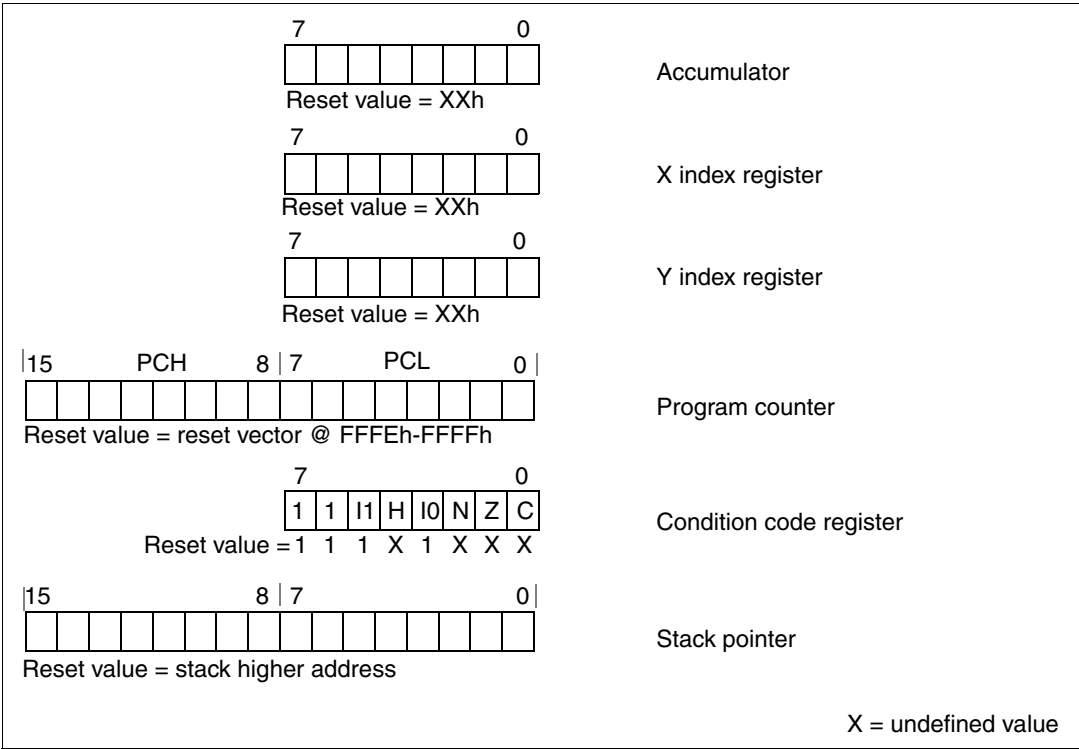 7 0
Accumulator
Reset value = XXh
7 0
X index register
Reset value = XXh
7 0
Y index register
Reset value = XXh
15 PCH 8 7 PCL 0
Program counter
Reset value = reset vector @ FFFEh-FFFFh
7 0
1 1 I1 H I0 N Z C
Condition code register
Reset value = 1 1 1 X 1 X X X
15 8 7 0
Stack pointer
Reset value = stack higher address
X = undefined value